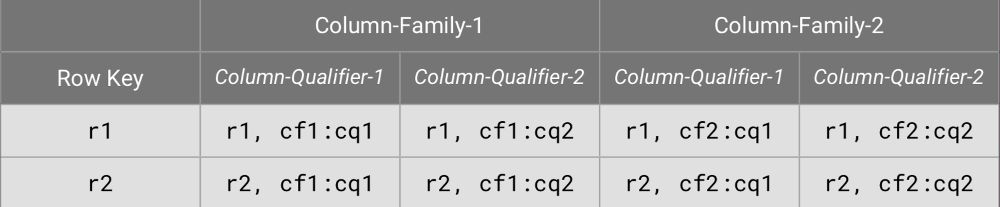 Column-Family-1 Column-Family-2
Row Key Column-Qualifier-1 Column-Qualifier-2 Column-Qualifier-1 Column-Qualifier-2
r1 r1, cf1:cq1 r1, cf1:cq2 r1, cf2:cq1 r1, cf2:cq2
r2 r2, cf1:cq1 r2, cf1:cq2 r2, cf2:cq1 r2, cf2:cq2